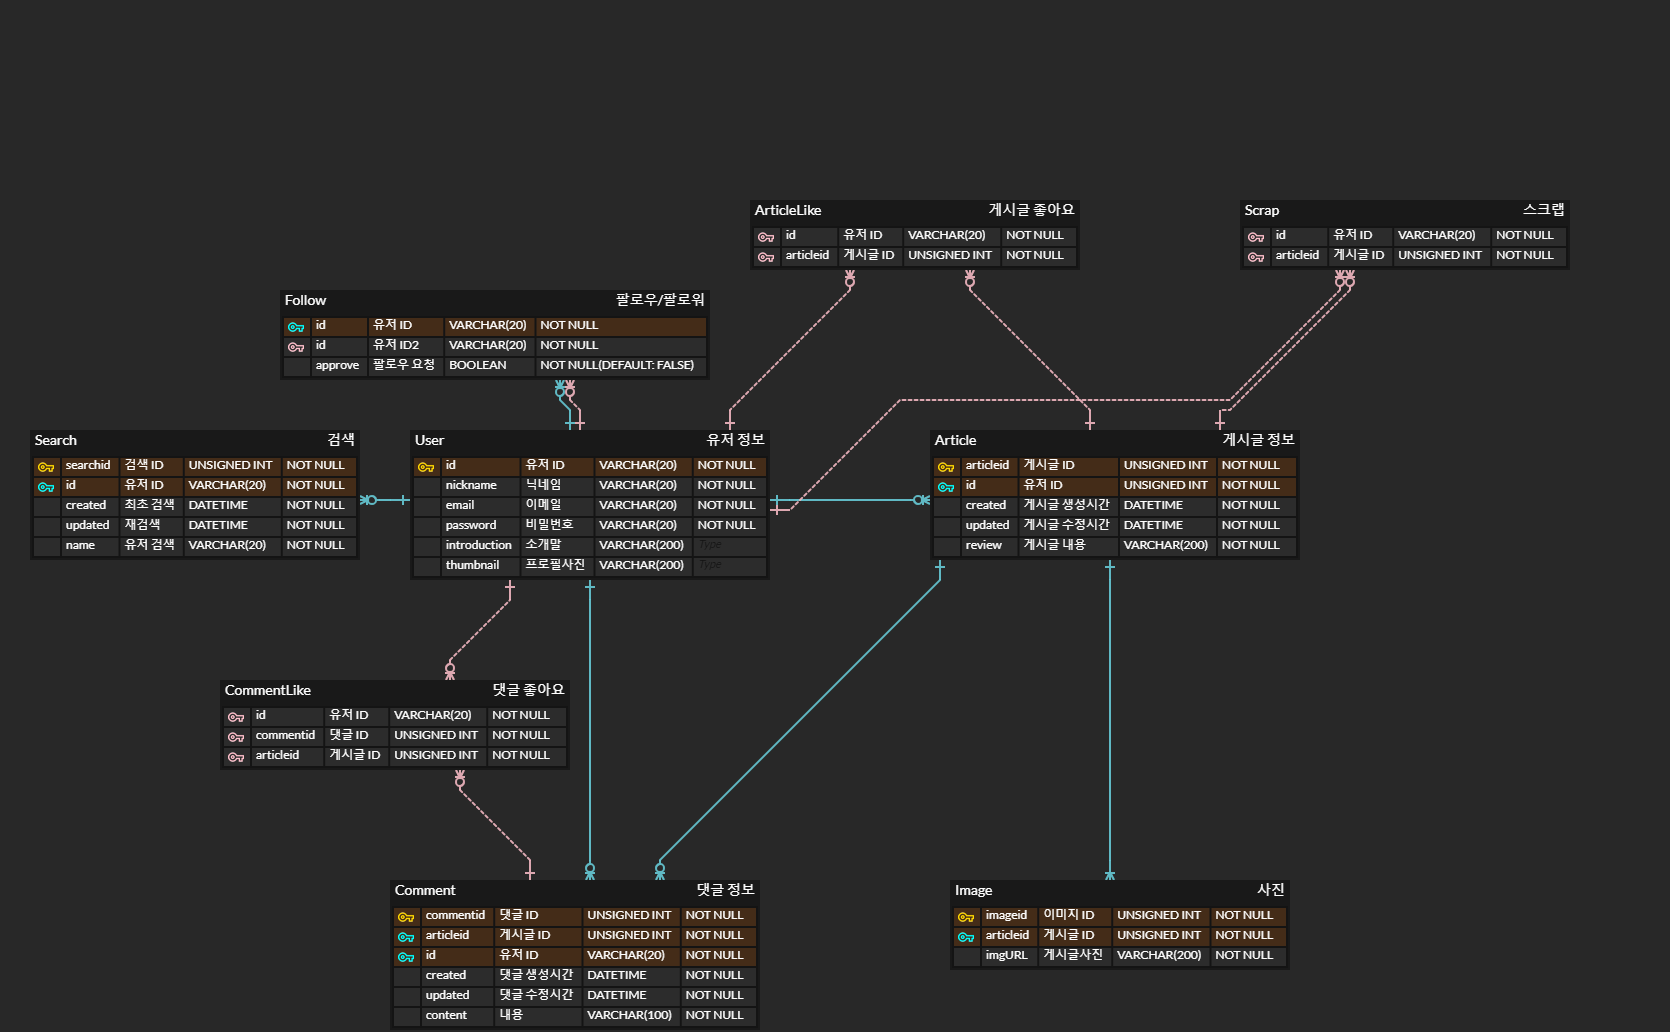 ArticleLike 게시글 좋아요
id 유저 ID VARCHAR(20) NOT NULL
articleid 게시글 ID UNSIGNED INT NOT NULL
Scrap 스크랩
id 유저 ID VARCHAR(20) NOT NULL
articleid 게시글 ID UNSIGNED INT NOT NULL
Follow 팔로우/팔로워
id 유저 ID VARCHAR(20) NOT NULL
id 유저 ID2 VARCHAR(20) NOT NULL
approve 팔로우 요청 BOOLEAN NOT NULL(DEFAULT: FALSE)
Search 검색
searchid 검색 ID UNSIGNED INT NOT NULL
id 유저 ID VARCHAR(20) NOT NULL
created 최초 검색 DATETIME NOT NULL
updated 재검색 DATETIME NOT NULL
name 유저 검색 VARCHAR(20) NOT NULL
User 유저 정보
id 유저 ID VARCHAR(20) NOT NULL
nickname 닉네임 VARCHAR(20) NOT NULL
email 이메일 VARCHAR(20) NOT NULL
password 비밀번호 VARCHAR(20) NOT NULL
introduction 소개말 VARCHAR(200) Type
thumbnail 프로필사진 VARCHAR(200) Type
Article 게시글 정보
articleid 게시글 ID UNSIGNED INT NOT NULL
id 유저 ID UNSIGNED INT NOT NULL
created 게시글 생성시간 DATETIME NOT NULL
updated 게시글 수정시간 DATETIME NOT NULL
review 게시글 내용 VARCHAR(200) NOT NULL
CommentLike 댓글 좋아요
id 유저 ID VARCHAR(20) NOT NULL
commentid 댓글 ID UNSIGNED INT NOT NULL
articleid 게시글 ID UNSIGNED INT NOT NULL
Comment 댓글 정보
commentid 댓글 ID UNSIGNED INT NOT NULL
articleid 게시글 ID UNSIGNED INT NOT NULL
id 유저 ID VARCHAR(20) NOT NULL
created 댓글 생성시간 DATETIME NOT NULL
updated 댓글 수정시간 DATETIME NOT NULL
content 내용 VARCHAR(100) NOT NULL
Image 사진
imageid 이미지 ID UNSIGNED INT NOT NULL
articleid 게시글 ID UNSIGNED INT NOT NULL
imgURL 게시글사진 VARCHAR(200) NOT NULL